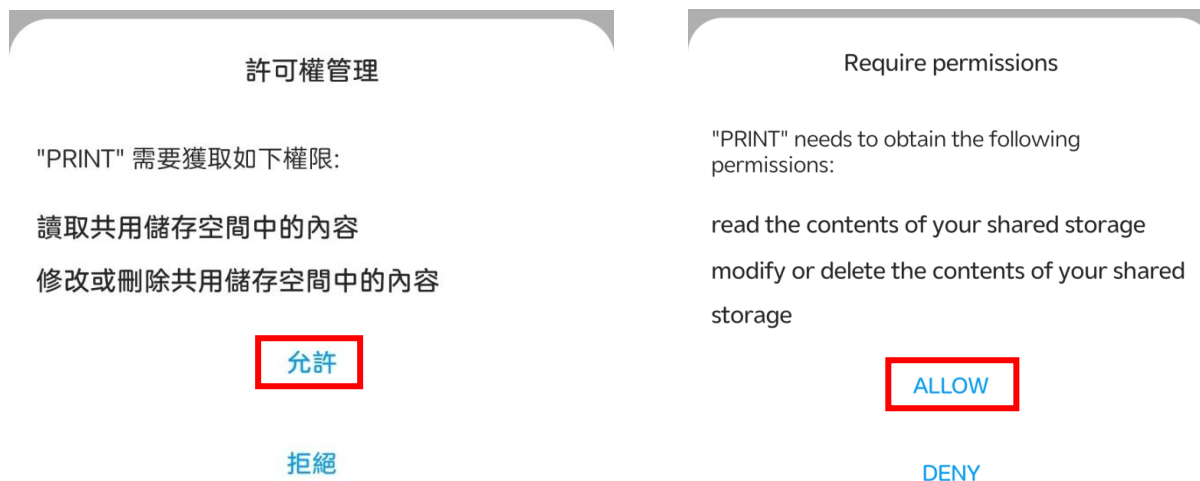 許可權管理
"PRINT" 需要獲取如下權限:
讀取共用儲存空間中的內容
修改或刪除共用儲存空間中的內容
允許
拒絕
Require permissions
"PRINT" needs to obtain the following
permissions:
read the contents of your shared storage
modify or delete the contents of your shared
storage
ALLOW
DENY